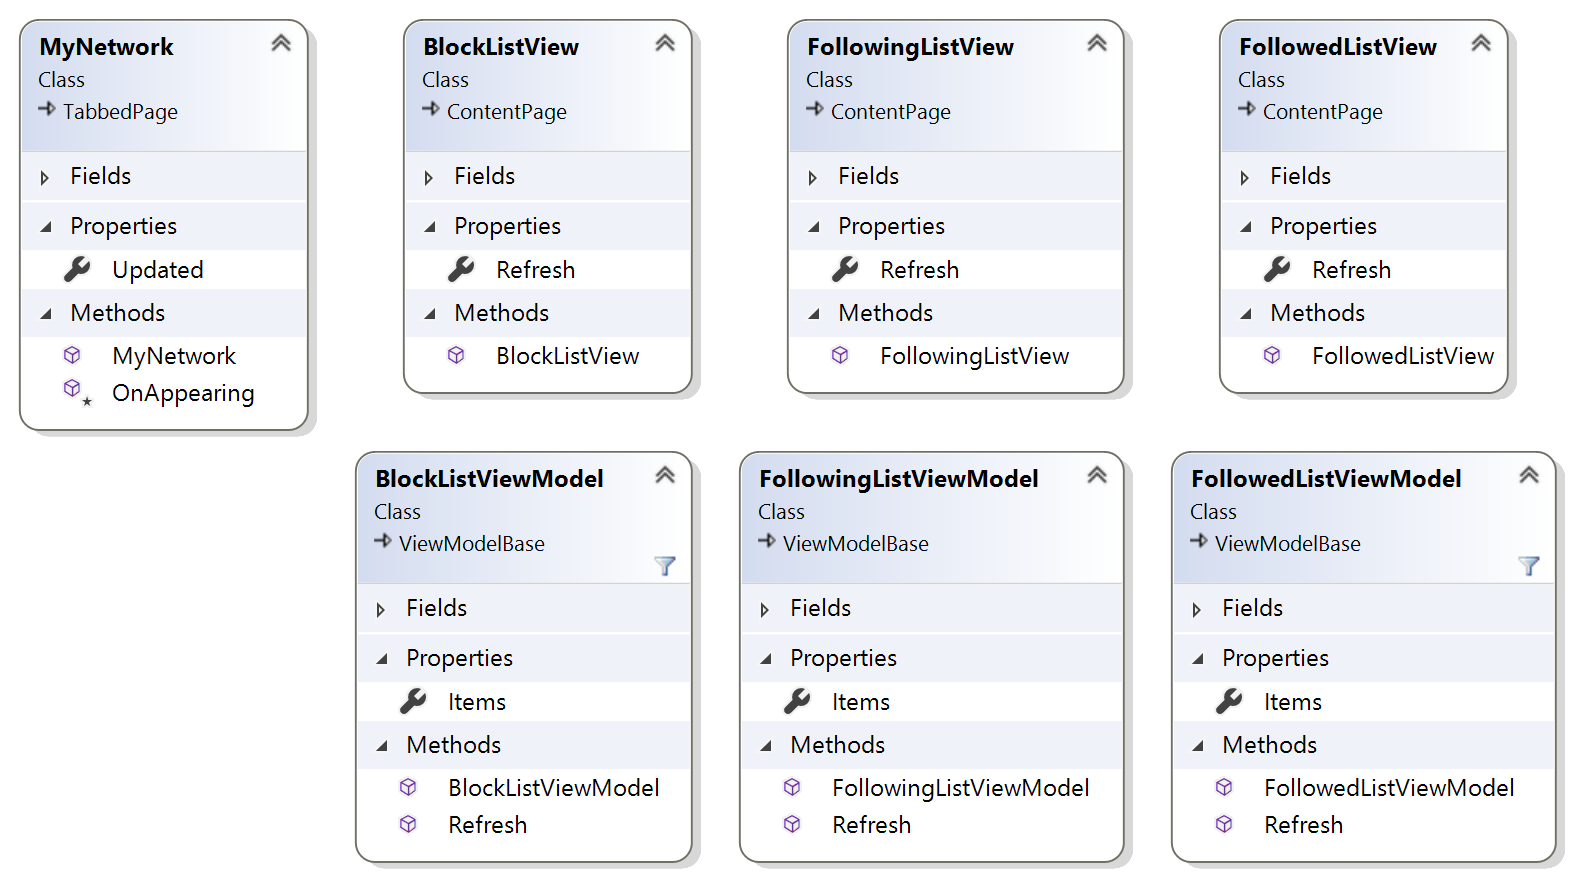 MyNetwork
Class
TabbedPage
Fields
Properties
Updated
Methods
MyNetwork
OnAppearing
BlockListView
Class
ContentPage
Fields
Properties
Refresh
Methods
BlockListView
FollowingListView
Class
ContentPage
Fields
Properties
Refresh
Methods
FollowingListView
FollowedListView
Class
ContentPage
Fields
Properties
Refresh
Methods
FollowedListView
BlockListViewModel
Class
ViewModelBase
Fields
Properties
Items
Methods
BlockListViewModel
Refresh
FollowingListViewModel
Class
ViewModelBase
Fields
Properties
Items
Methods
FollowingListViewModel
Refresh
FollowedListViewModel
Class
ViewModelBase
Fields
Properties
Items
Methods
FollowedListViewModel
Refresh